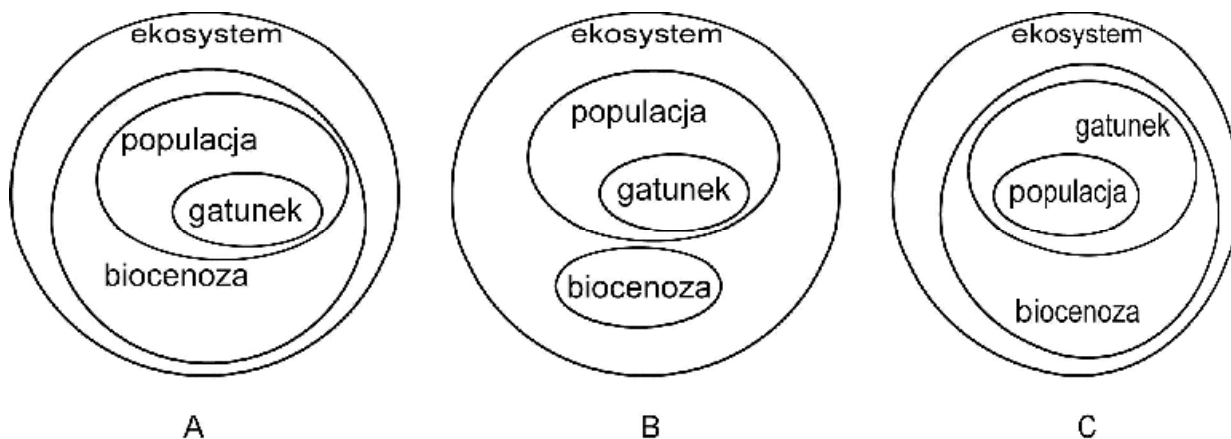 ekosystem
populacja
gatunek
biocenoza
A
ekosystem
populacja
gatunek
biocenoza
B
ekosystem
gatunek
populacja
biocenoza
C